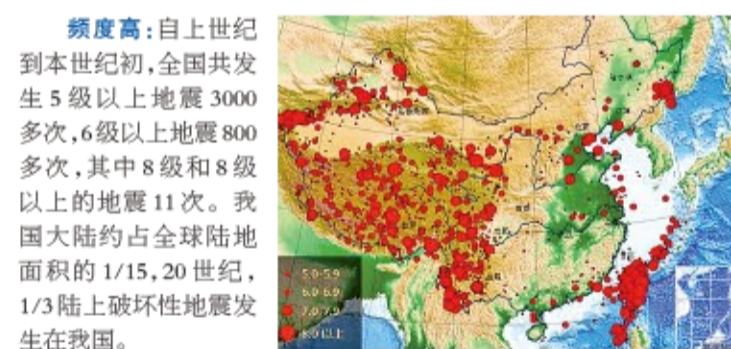 频度高:自上世纪
到本世纪初,全国共发
生5级以上地震3000
多次,6级以上地震800
多次,其中8级和8级
以上的地震11次。我
国大陆约占全球陆地
面积的1/15,20世纪,
1/3陆上破坏性地震发
生在我国。
5.0-5.9
6.0-6.9
7.0-7.9
8.0以上